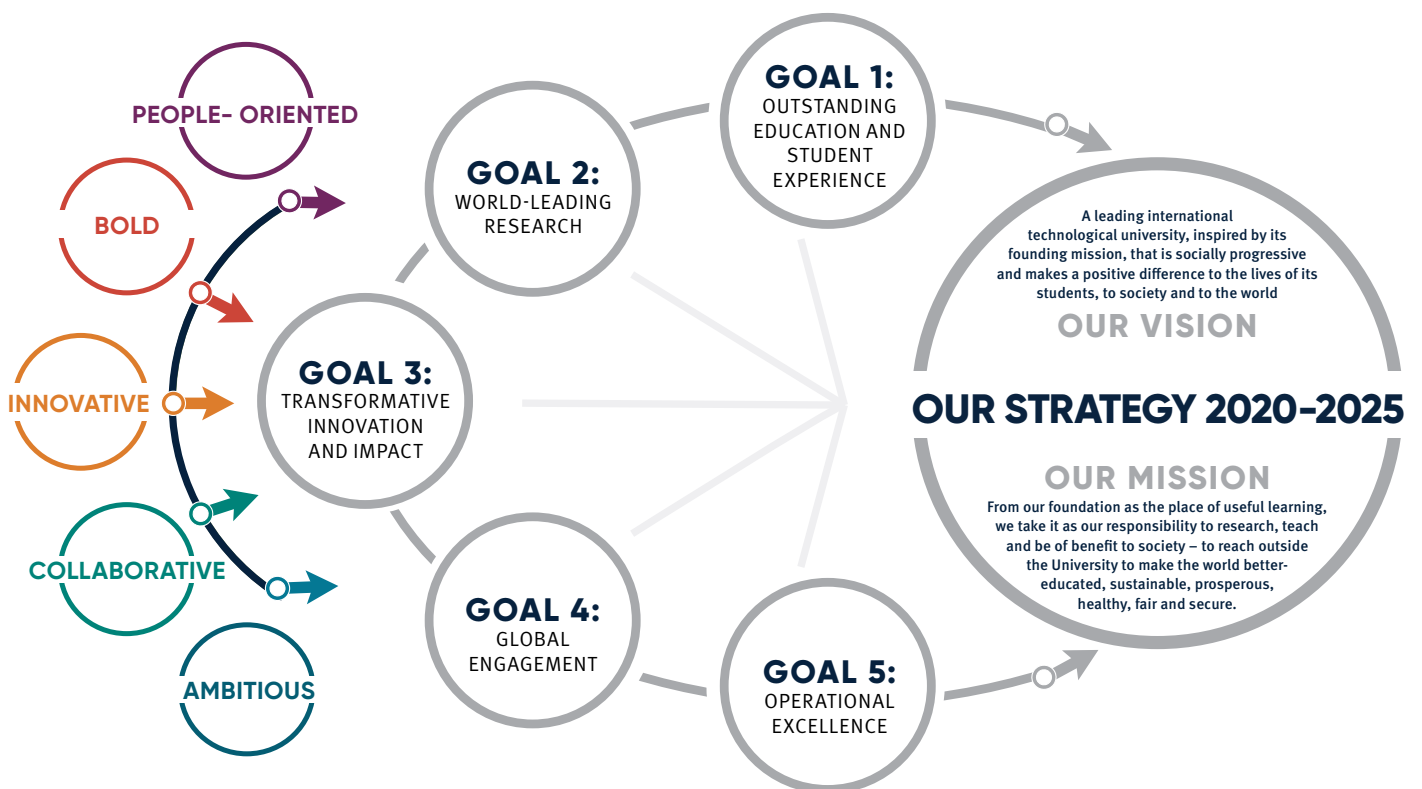 PEOPLE- ORIENTED
BOLD
INNOVATIVE
COLLABORATIVE
AMBITIOUS
GOAL 1:
OUTSTANDING
EDUCATION AND
STUDENT
EXPERIENCE
GOAL 2:
WORLD-LEADING
RESEARCH
GOAL 3:
TRANSFORMATIVE
INNOVATION
AND IMPACT
GOAL 4:
GLOBAL
ENGAGEMENT
GOAL 5:
OPERATIONAL
EXCELLENCE
A leading international
technological university, inspired by its
founding mission, that is socially progressive
and makes a positive difference to the lives of its
students, to society and to the world
OUR VISION
OUR STRATEGY 2020-2025
OUR MISSION
From our foundation as the place of useful learning,
we take it as our responsibility to research, teach
and be of benefit to society – to reach outside
the University to make the world better-
educated, sustainable, prosperous,
healthy, fair and secure.